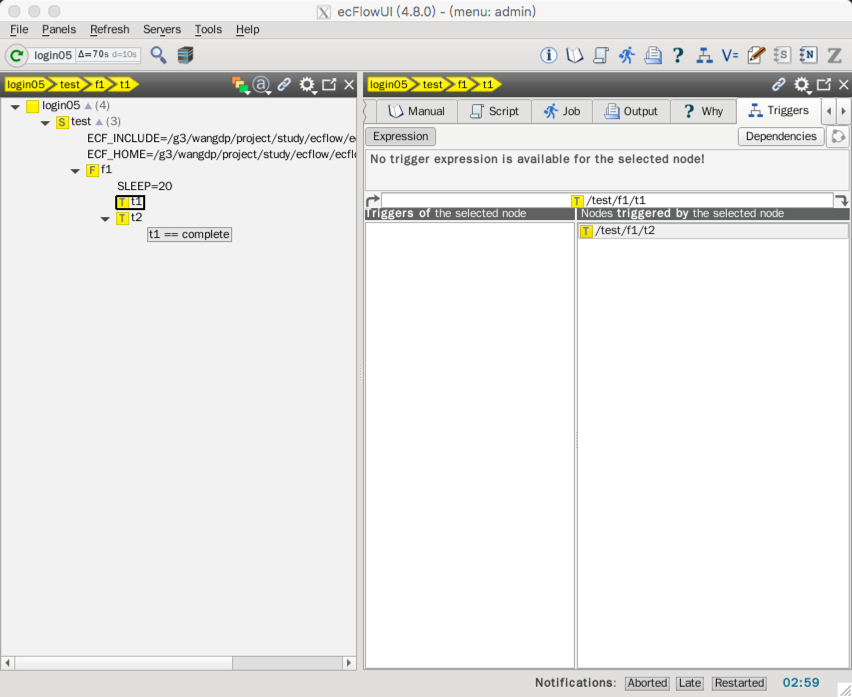 ecFlowUI (4.8.0) - (menu: admin)
File Panels Refresh Servers Tools Help
login05 Δ=70s d=10s
login05 test f1 t1
login05 (4)
S test (3)
ECF_INCLUDE=/g3/wangdp/project/study/ecflow/e
ECF_HOME=/g3/wangdp/project/study/ecflow/ecfl
F f1
SLEEP=20
T t1
T t2
t1 == complete
login05 test f1 t1
Manual Script Job Output ? Why Triggers
Expression Dependencies
No trigger expression is available for the selected node!
T /test/f1/t1
Triggers of the selected node
Nodes triggered by the selected node
T /test/f1/t2
Notifications: Aborted Late Restarted 02:59